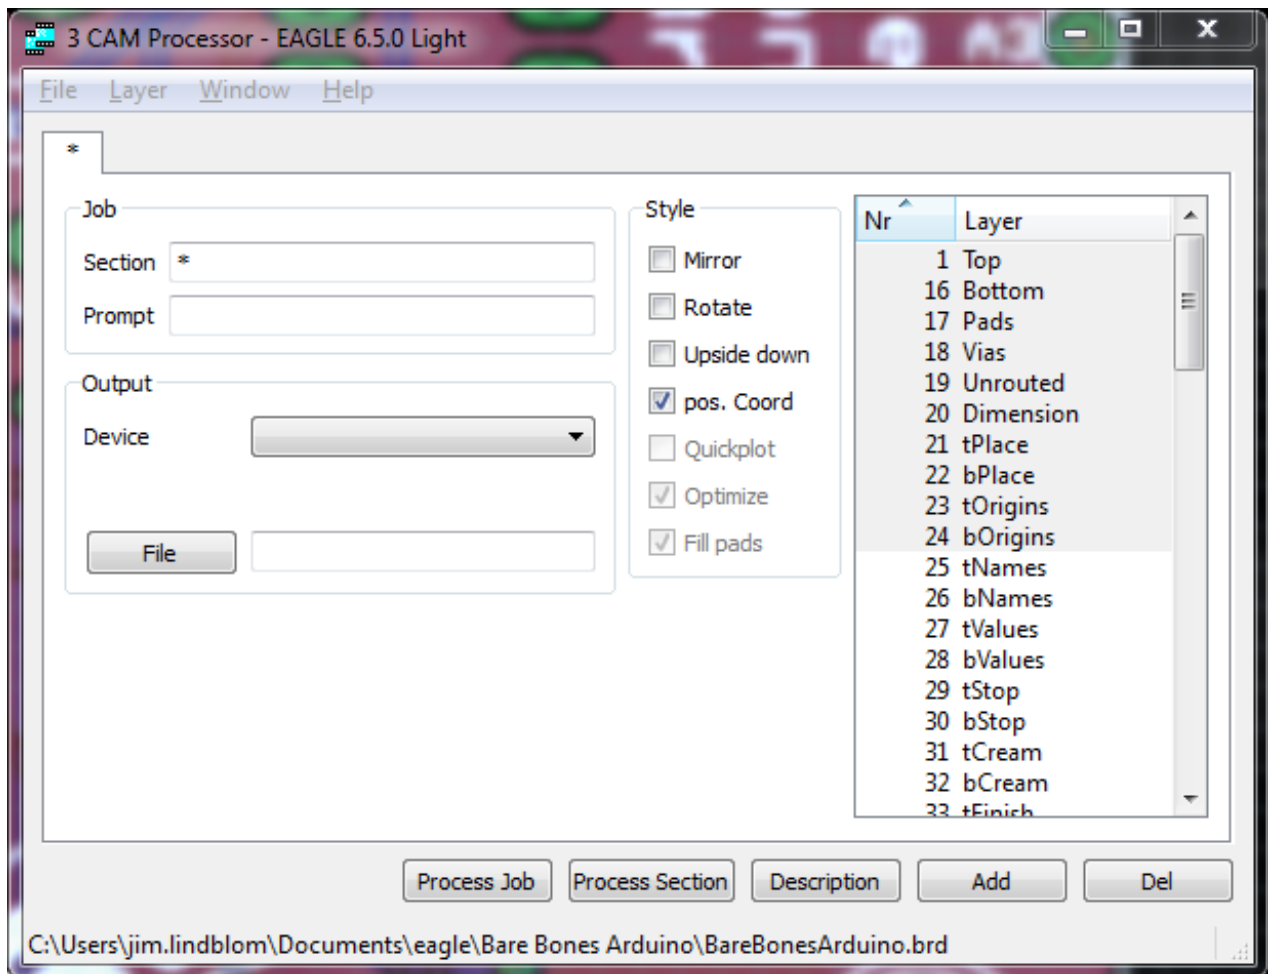 3 CAM Processor - EAGLE 6.5.0 Light
X
File Layer Window Help
*
Job
Section *
Prompt
Output
Device
File
Style
Mirror
Rotate
Upside down
pos. Coord
Quickplot
Optimize
Fill pads
Nr Layer
1 Top
16 Bottom
17 Pads
18 Vias
19 Unrouted
20 Dimension
21 tPlace
22 bPlace
23 tOrigins
24 bOrigins
25 tNames
26 bNames
27 tValues
28 bValues
29 tStop
30 bStop
31 tCream
32 bCream
33 tFinish
Process Job Process Section Description Add Del
C:\Users\jim.lindblom\Documents\eagle\Bare Bones Arduino\BareBonesArduino.brd